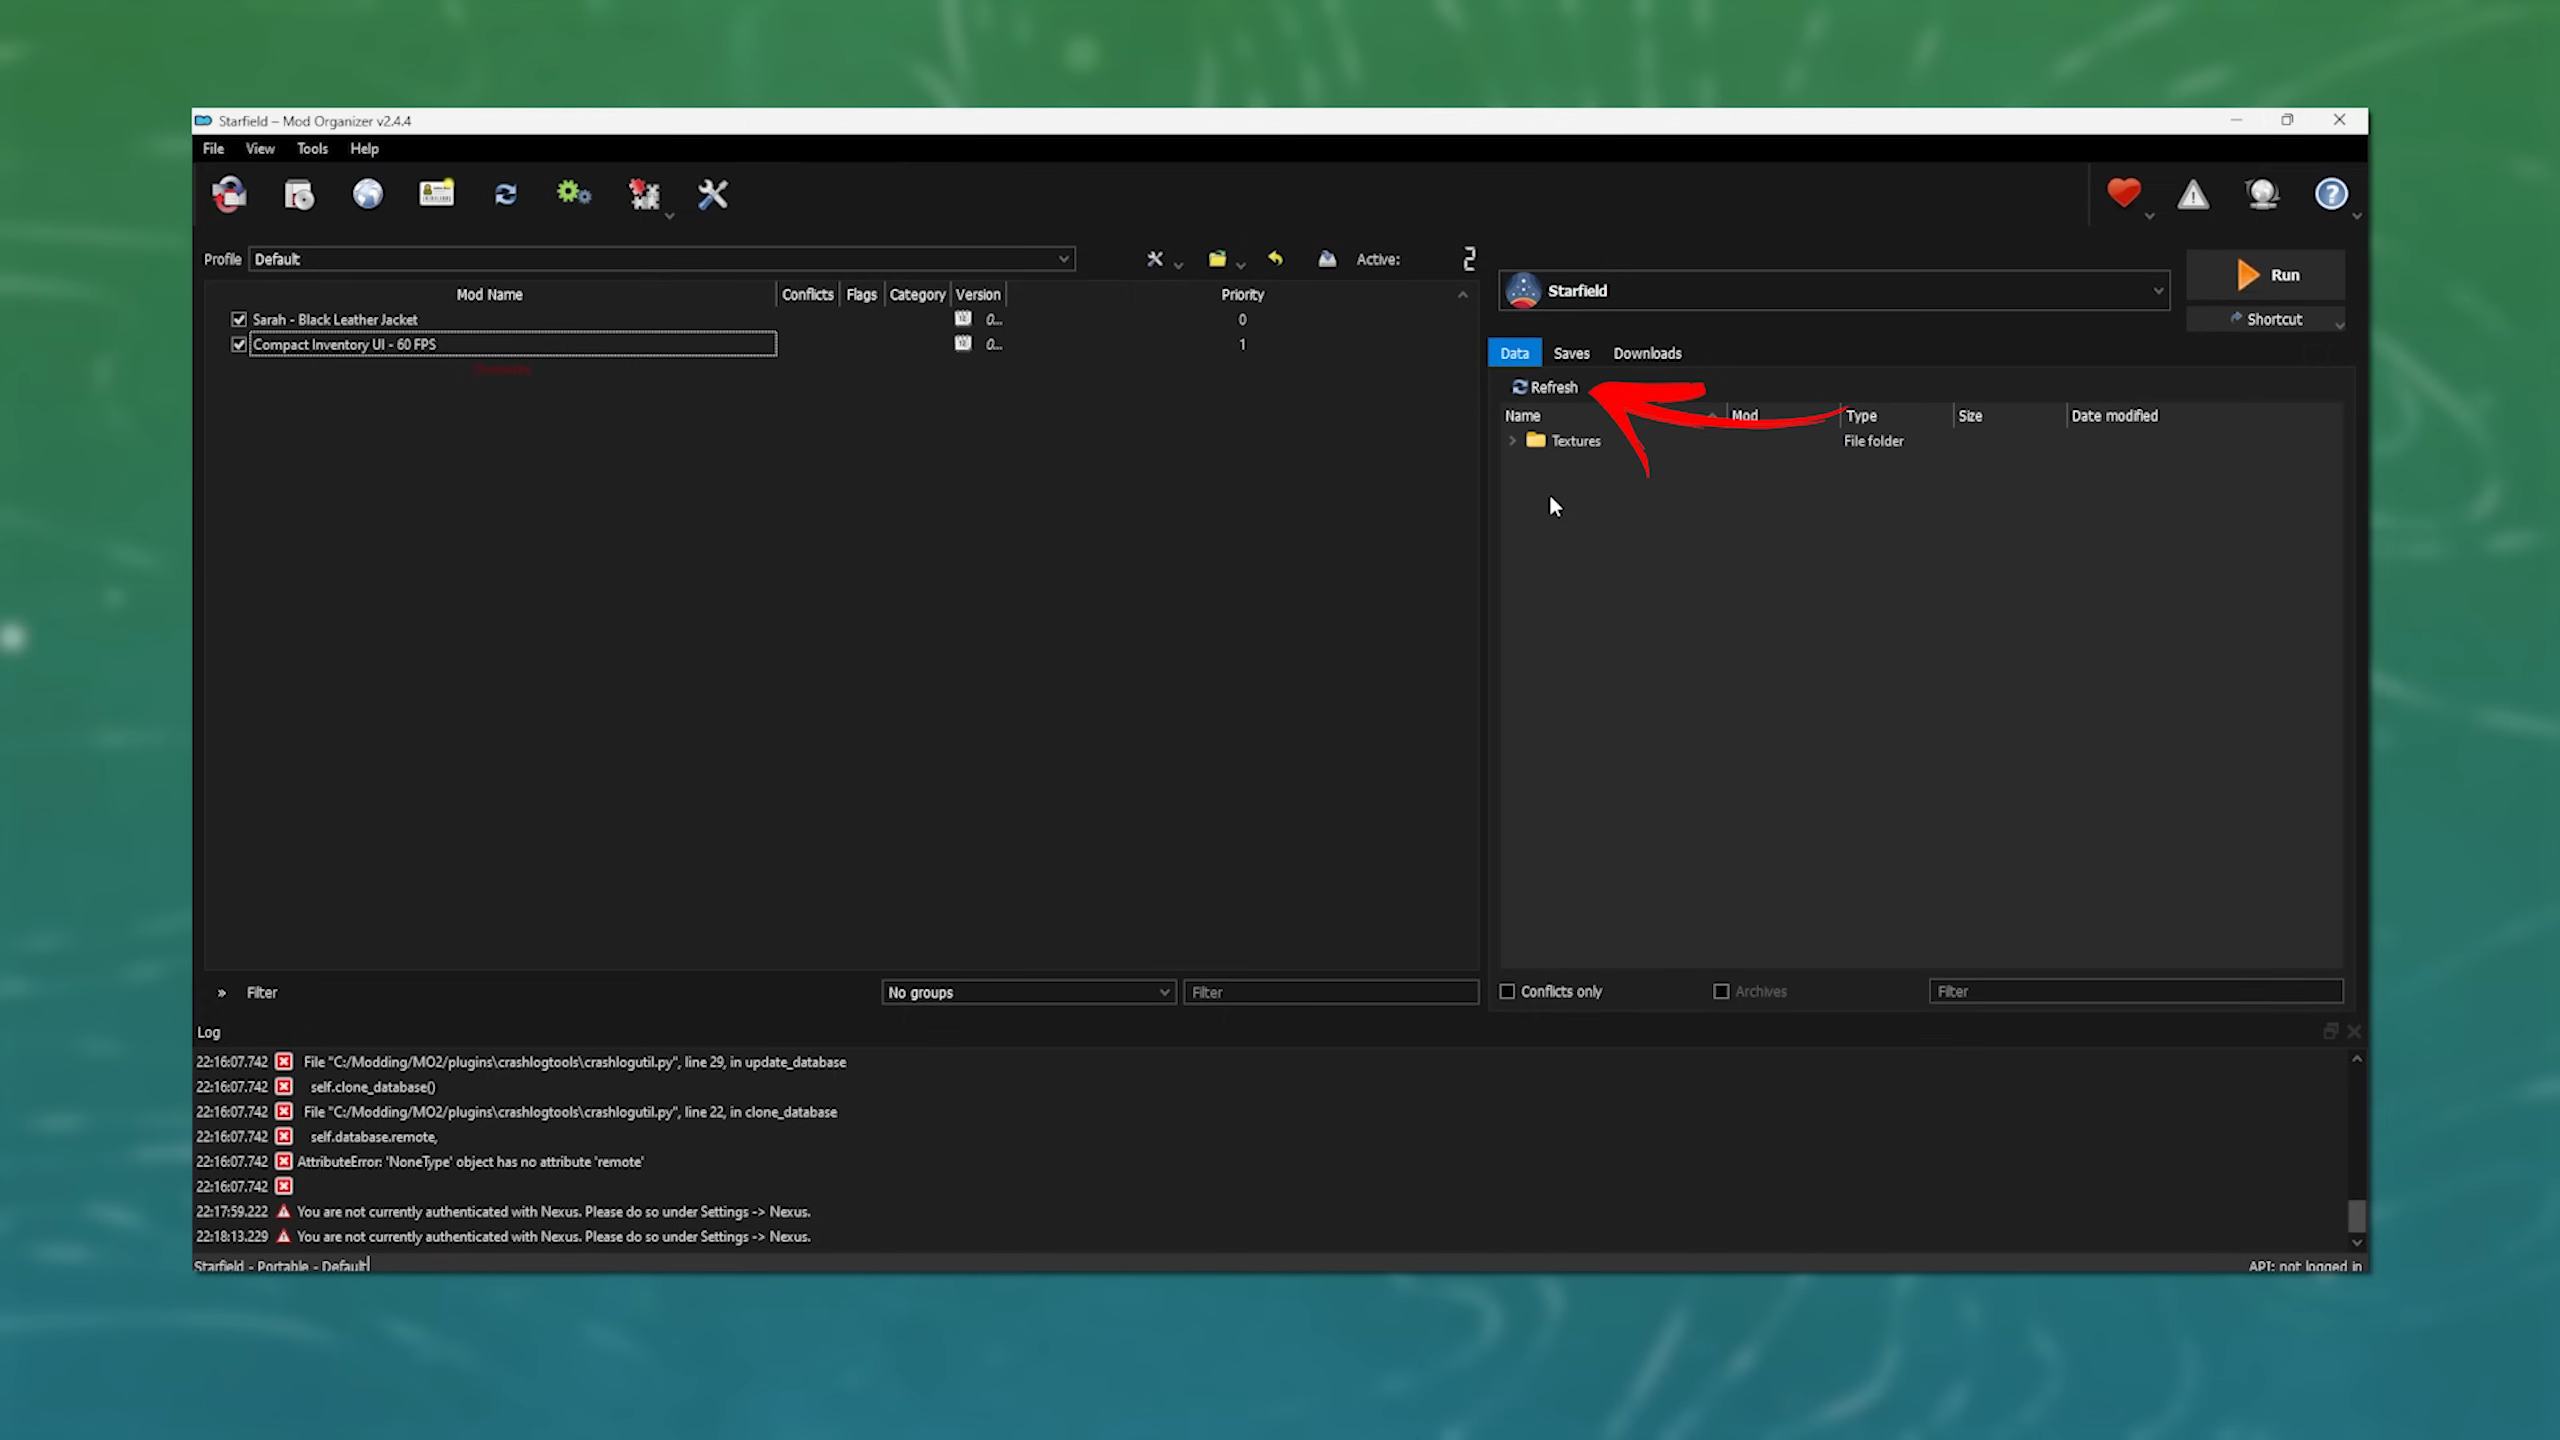 Starfield – Mod Organizer v2.4.4
File View Tools Help
Profile Default
Active: 2
Mod Name Conflicts Flags Category Version Priority
Sarah - Black Leather Jacket 0... 0
Compact Inventory UI - 60 FPS 0... 1
Starfield
Run
Shortcut
Data Saves Downloads
Refresh
Name Mod Type Size Date modified
Textures File folder
» Filter
No groups
Filter
Conflicts only
Archives
Filter
Log
22:16:07.742 File "C:/Modding/MO2/plugins\crashlogtools\crashlogutil.py", line 29, in update_database
22:16:07.742 self.clone_database()
22:16:07.742 File "C:/Modding/MO2/plugins\crashlogtools\crashlogutil.py", line 22, in clone_database
22:16:07.742 self.database.remote,
22:16:07.742 AttributeError: 'NoneType' object has no attribute 'remote'
22:16:07.742
22:17:59.222 You are not currently authenticated with Nexus. Please do so under Settings -> Nexus.
22:18:13.229 You are not currently authenticated with Nexus. Please do so under Settings -> Nexus.
Starfield - Portable - Default
API: not logged in